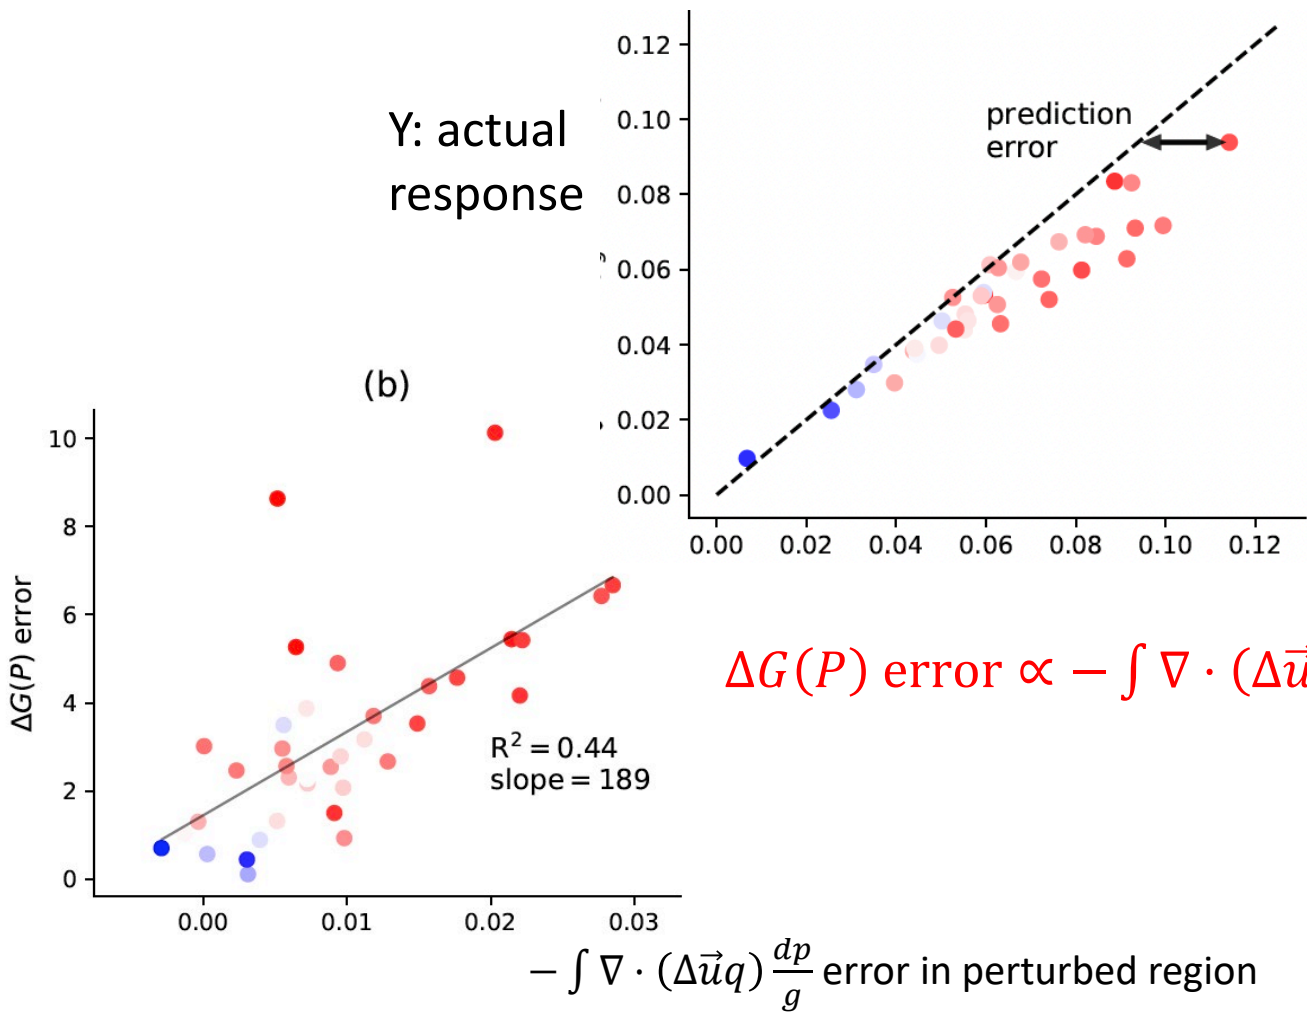 Y: actual
response
0.12
0.10
0.08
0.06
0.04
0.02
0.00
prediction
error
0.00 0.02 0.04 0.06 0.08 0.10 0.12
(b)
ΔG(P) error
10
8
6
4
2
0
R² = 0.44
slope = 189
0.00 0.01 0.02 0.03
ΔG(P) error ∝ − ∫ ∇ · (Δu⃗
− ∫ ∇ · (Δu⃗q) dp/g error in perturbed region